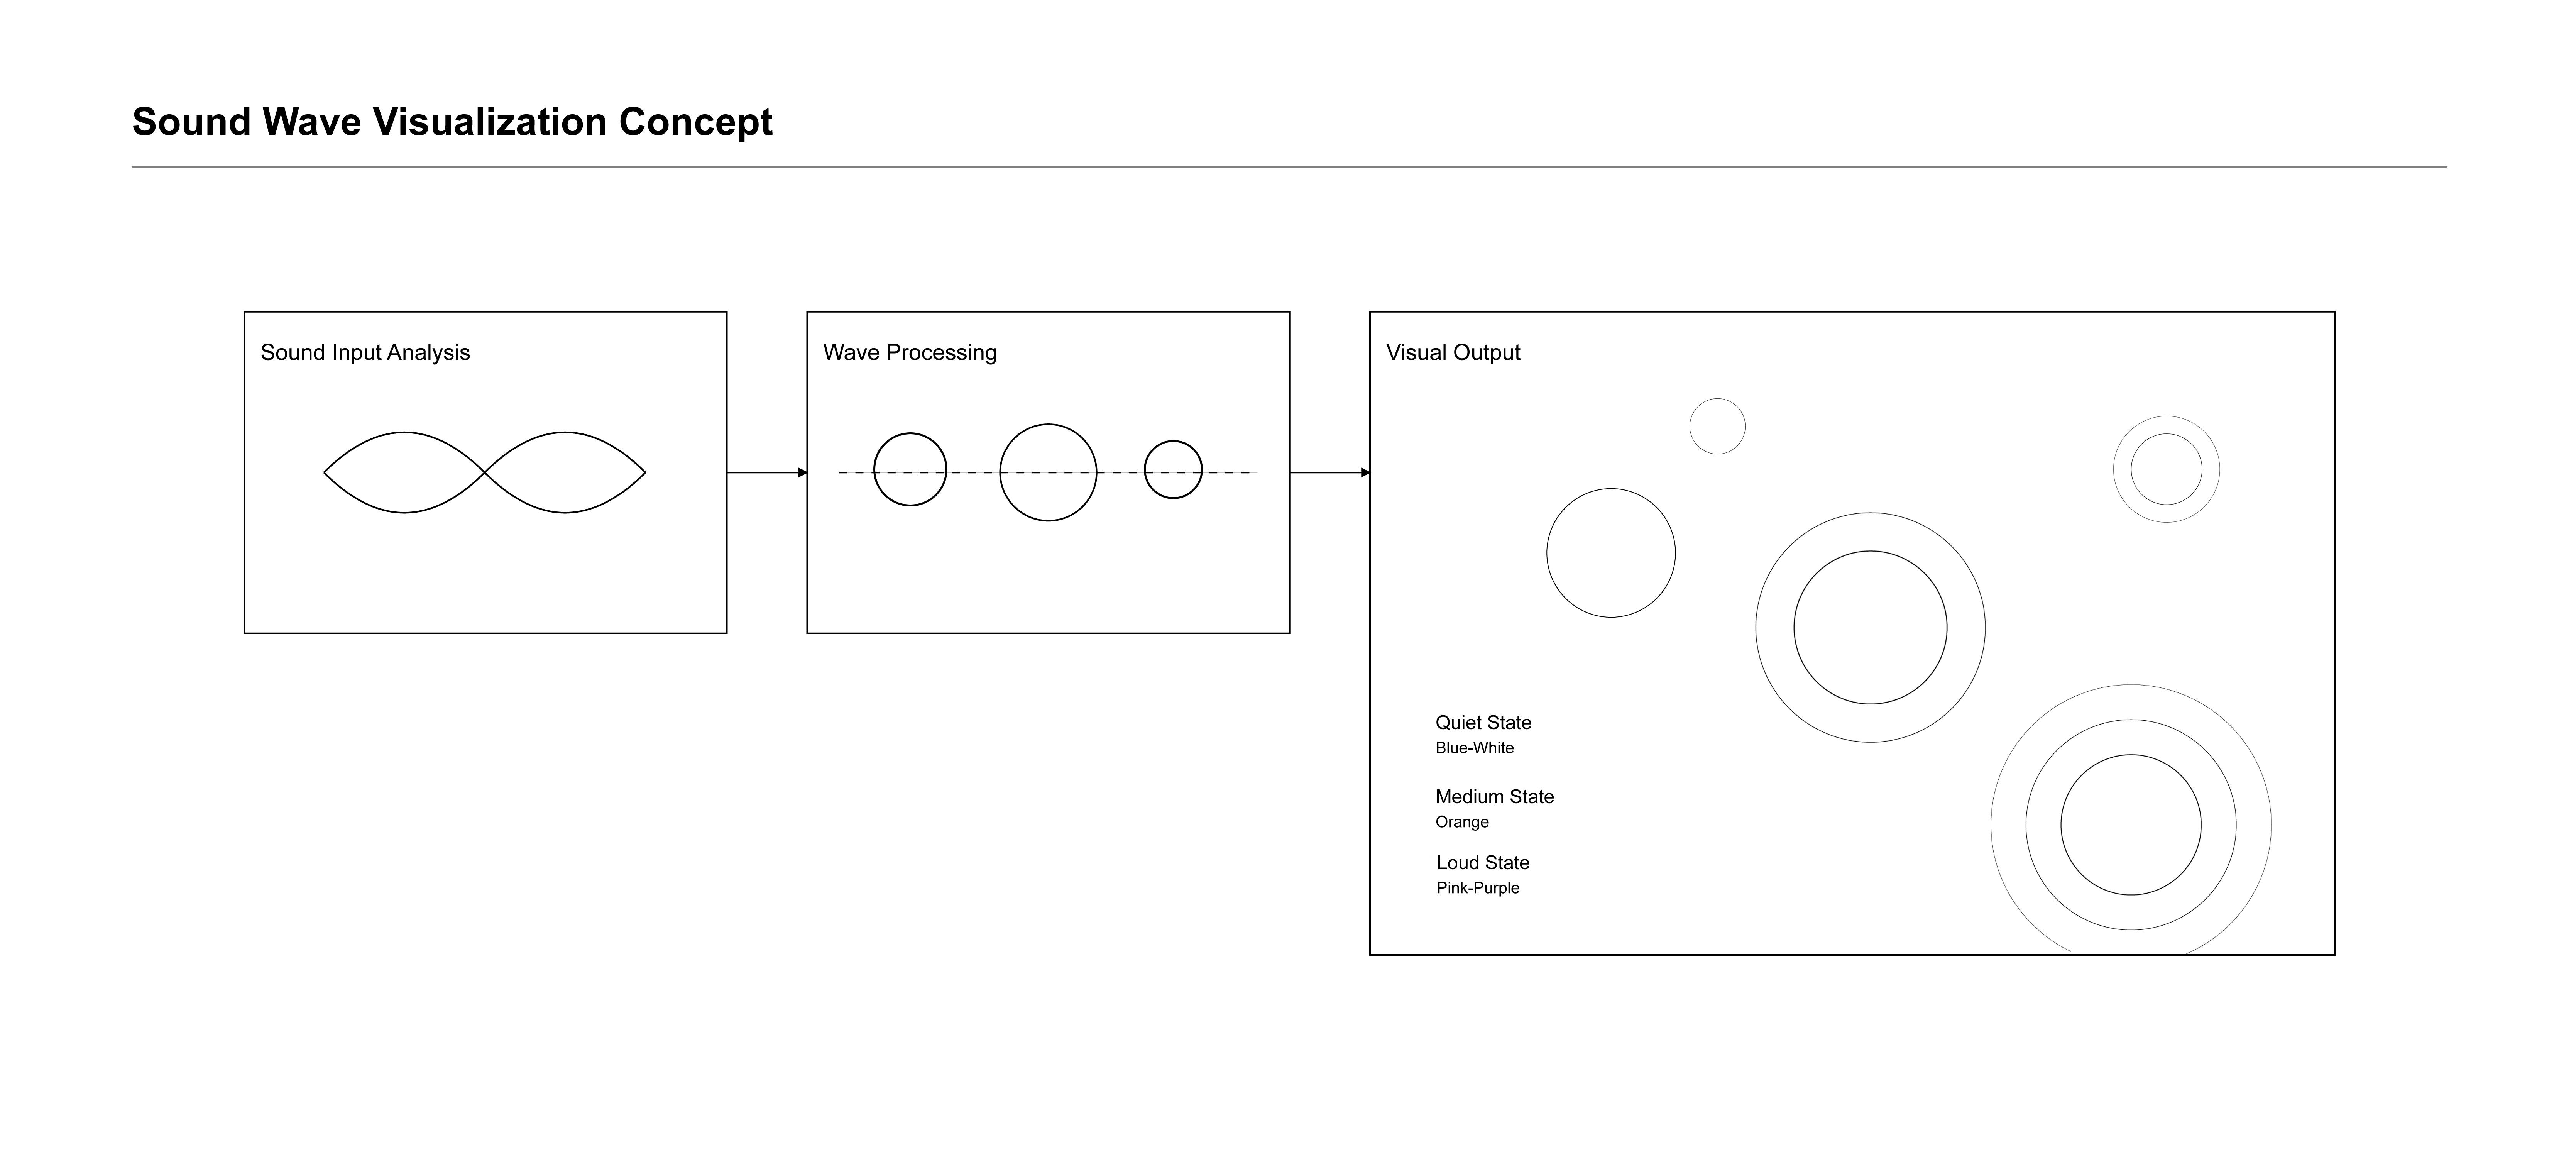 Sound Wave Visualization Concept
Sound Input Analysis
Wave Processing
Visual Output
Quiet State
Blue-White
Medium State
Orange
Loud State
Pink-Purple